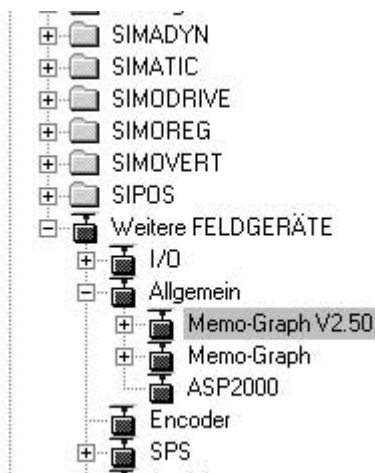 SIMADYN
SIMATIC
SIMODRIVE
SIMOREG
SIMOVERT
SIPOS
Weitere FELDGERÄTE
I/O
Allgemein
Memo-Graph V2.50
Memo-Graph
ASP2000
Encoder
SPS